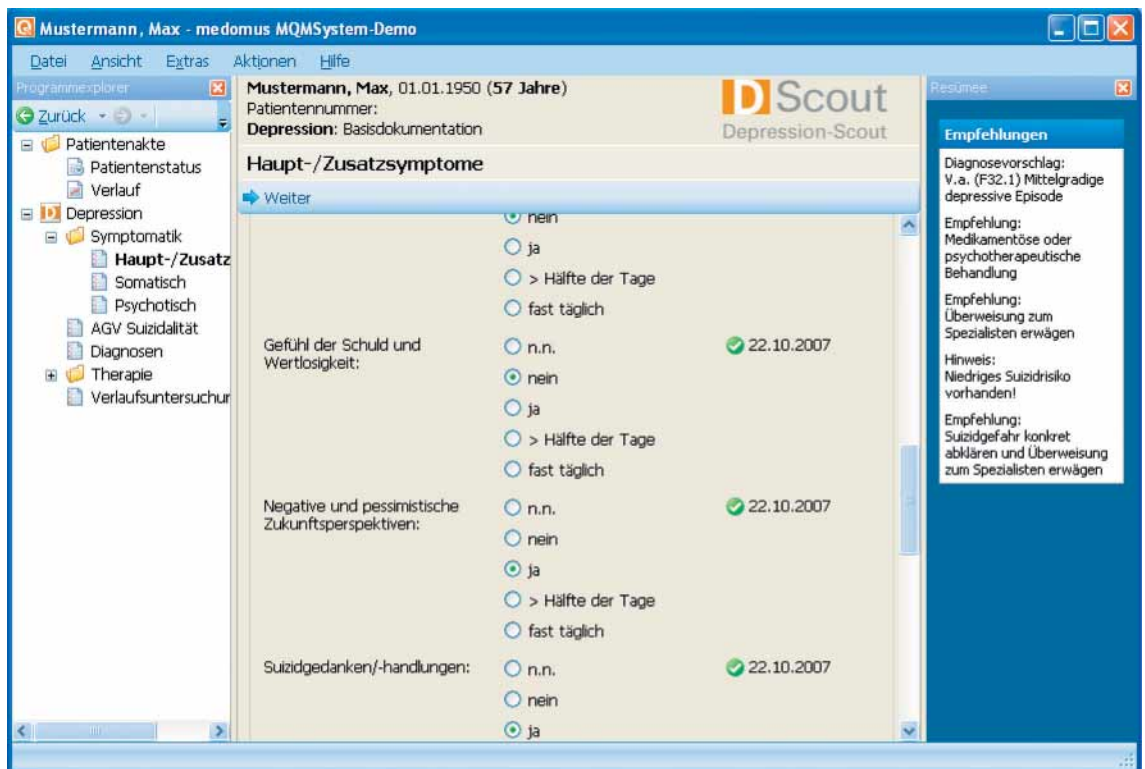 Mustermann, Max - medomus MQMSystem-Demo
Datei Ansicht Extras Aktionen Hilfe
Programmexplorer
Zurück
Patientenakte
Patientenstatus
Verlauf
Depression
Symptomatik
Haupt-/Zusatz
Somatisch
Psychotisch
AGV Suizidalität
Diagnosen
Therapie
Verlaufsuntersuchur
Mustermann, Max, 01.01.1950 (57 Jahre)
Patientennummer:
Depression: Basisdokumentation
D Scout
Depression-Scout
Haupt-/Zusatzsymptome
Weiter
nein
ja
> Hälfte der Tage
fast täglich
Gefühl der Schuld und
Wertlosigkeit:
n.n.
22.10.2007
nein
ja
> Hälfte der Tage
fast täglich
Negative und pessimistische
Zukunftsperspektiven:
n.n.
22.10.2007
nein
ja
> Hälfte der Tage
fast täglich
Suizidgedanken/-handlungen:
n.n.
22.10.2007
nein
ja
Resümee
Empfehlungen
Diagnosevorschlag:
V.a. (F32.1) Mittelgradige
depressive Episode
Empfehlung:
Medikamentöse oder
psychotherapeutische
Behandlung
Empfehlung:
Überweisung zum
Spezialisten erwägen
Hinweis:
Niedriges Suizidrisiko
vorhanden!
Empfehlung:
Suizidgefahr konkret
abklären und Überweisung
zum Spezialisten erwägen